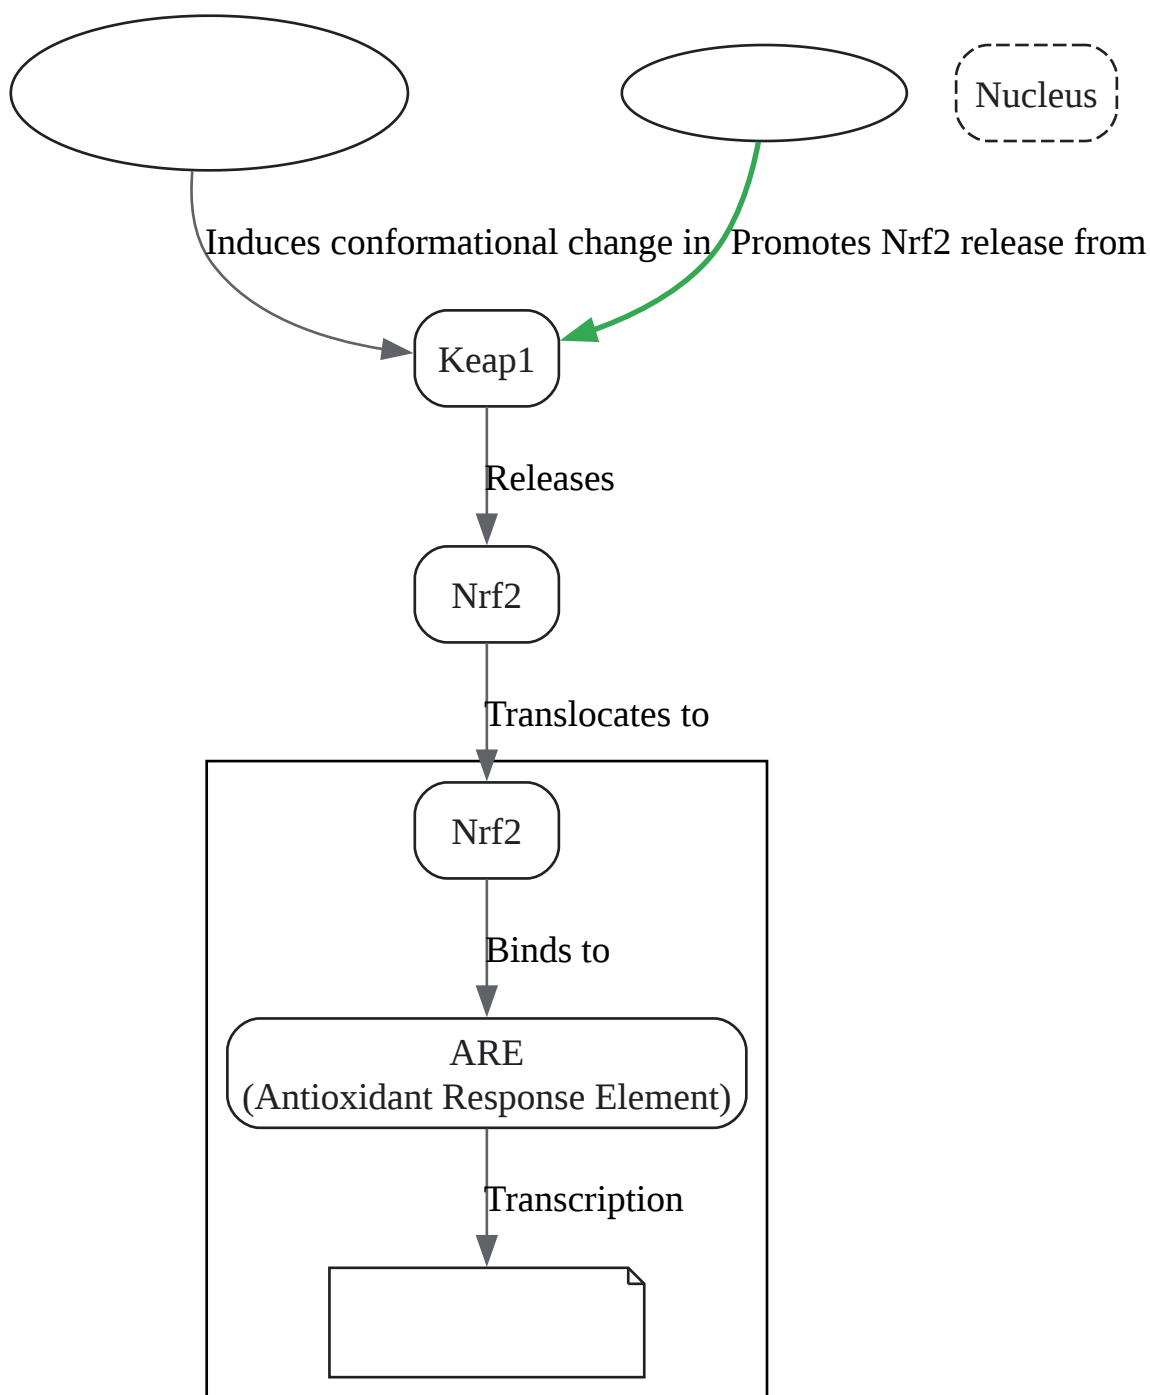 Nucleus
Induces conformational change in
Promotes Nrf2 release from
Keap1
Releases
Nrf2
Translocates to
Nrf2
Binds to
ARE
(Antioxidant Response Element)
Transcription